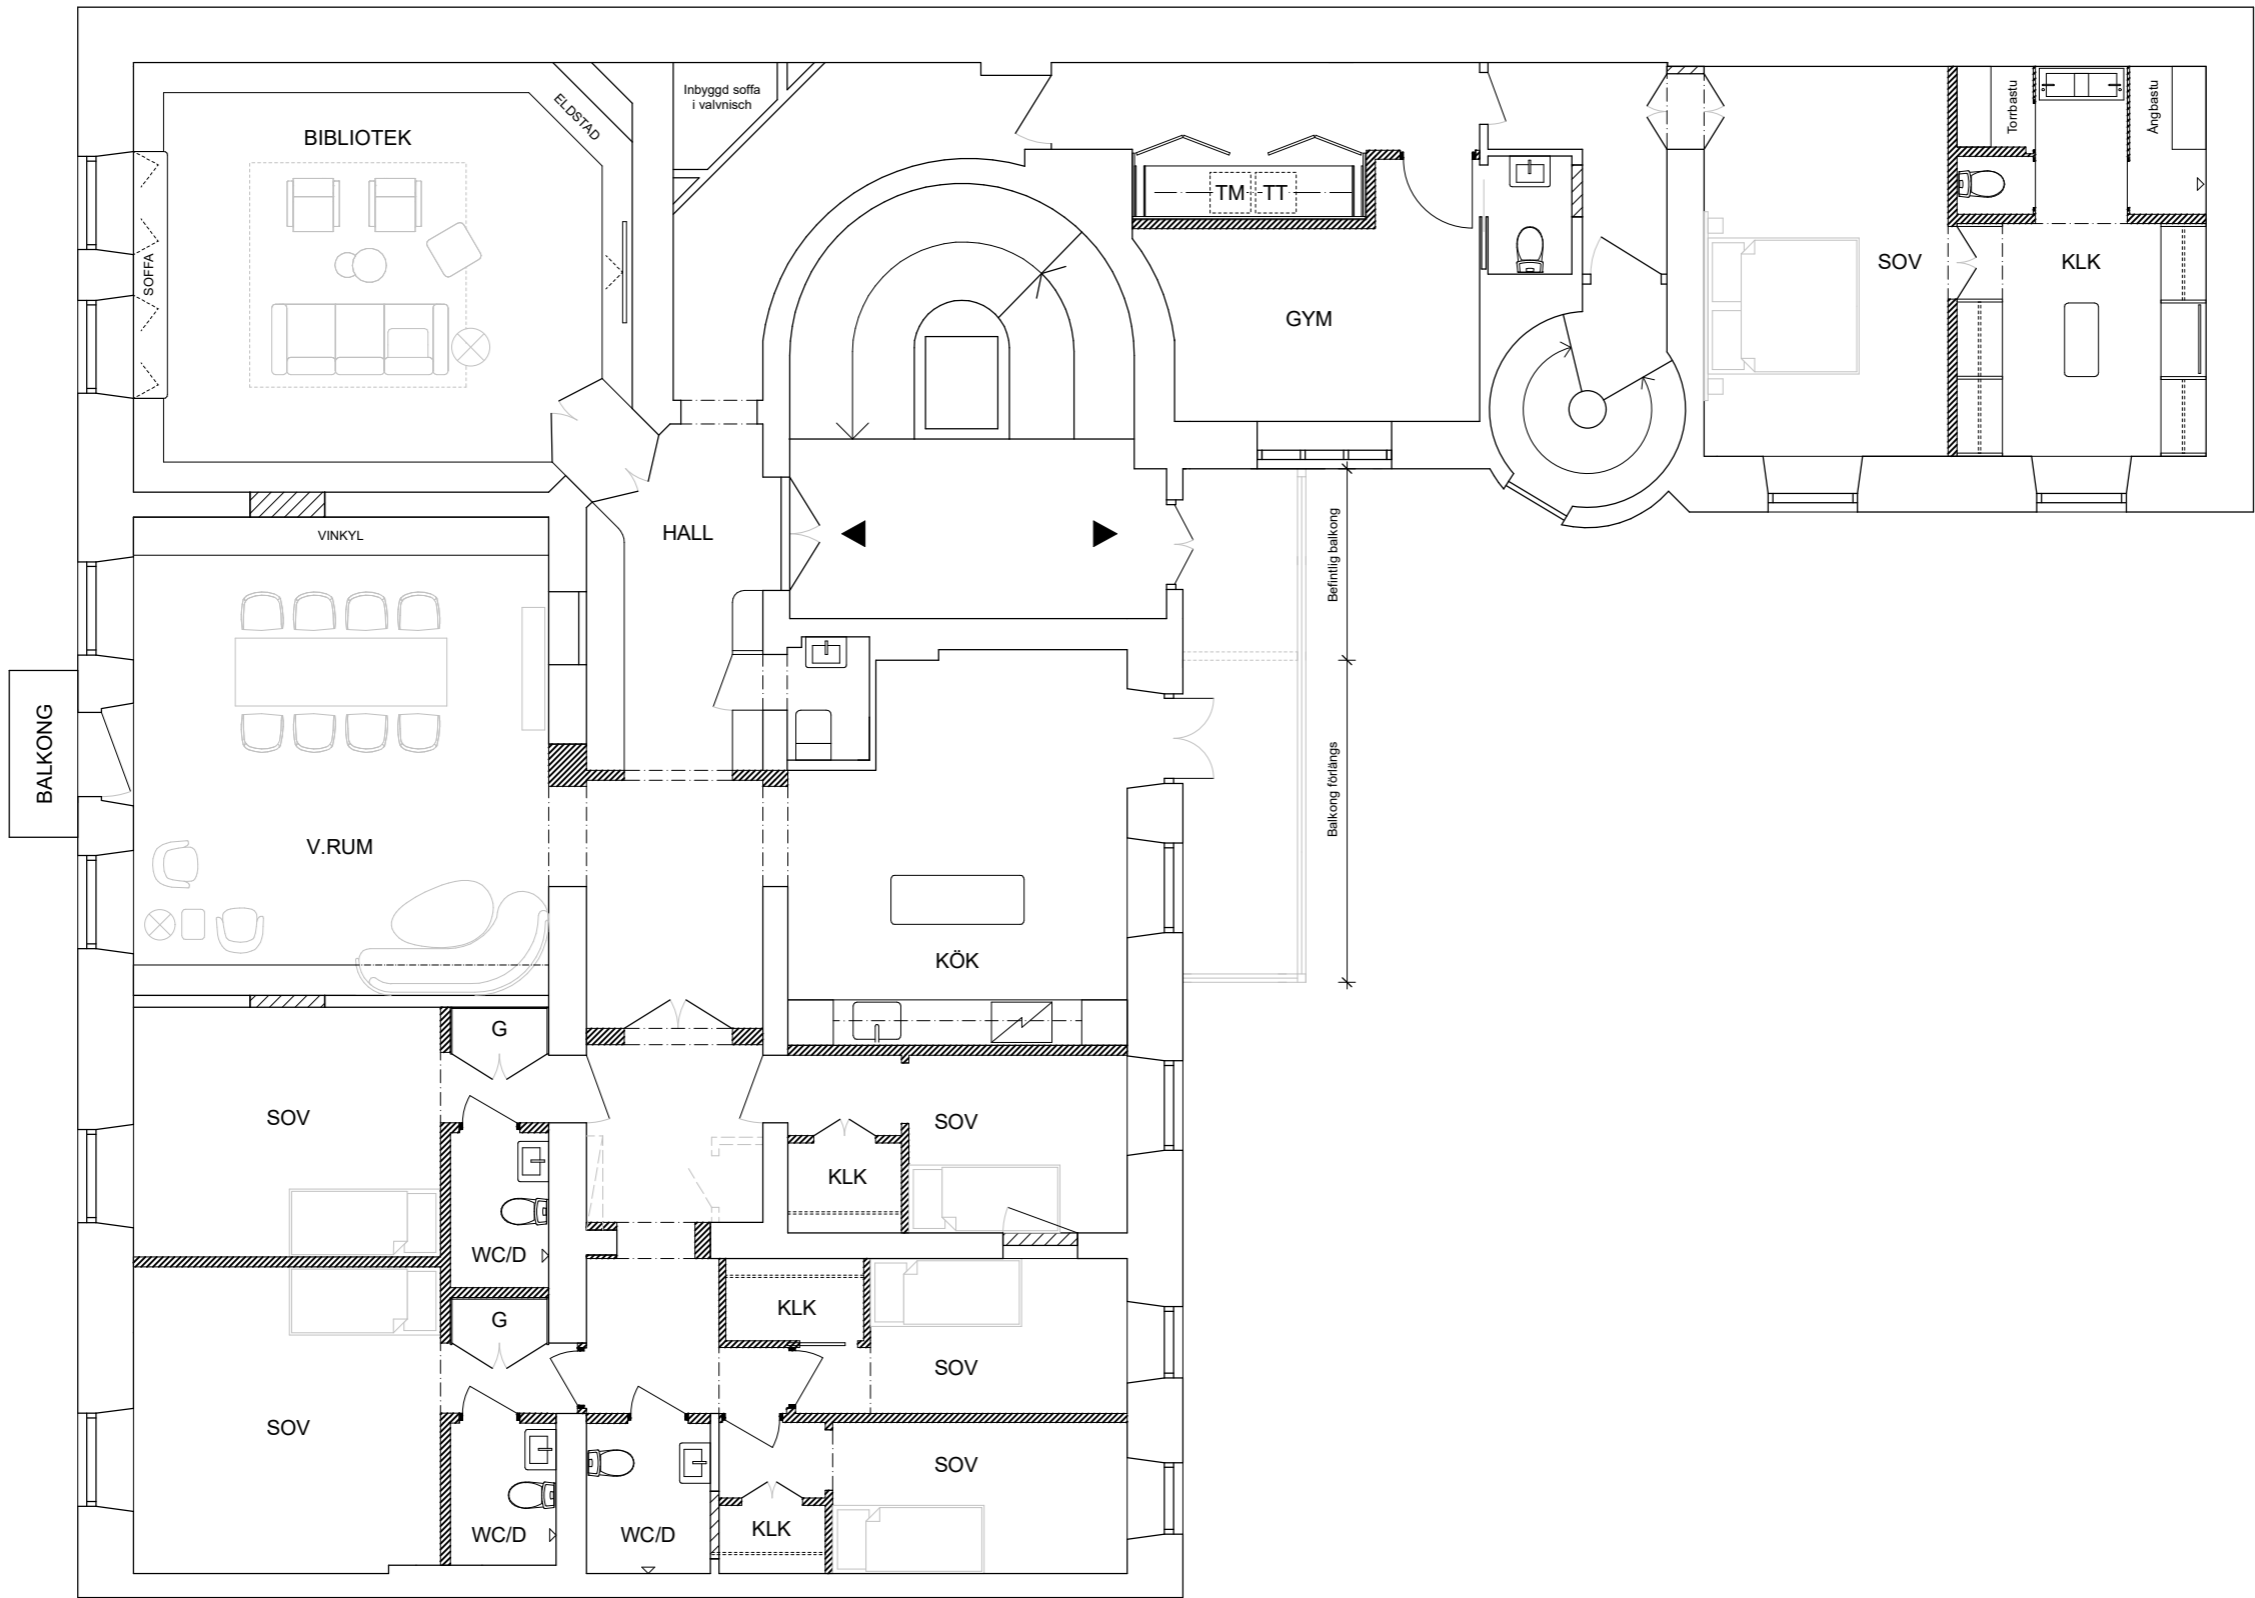 Inbyggd soffa
i valvnisch
ELDSTAD
BIBLIOTEK
Torrbastu
Ångbastu
TM
TT
SOFFA
SOV
KLK
GYM
VINKYL
HALL
Befintlig balkong
BALKONG
Balkong förlängs
V.RUM
KÖK
G
SOV
SOV
KLK
WC/D
KLK
G
SOV
SOV
SOV
WC/D
WC/D
KLK